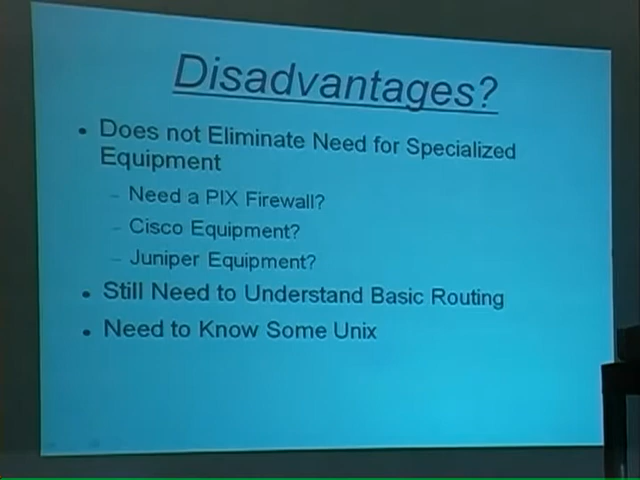 Disadvantages?
• Does not Eliminate Need for Specialized
Equipment
– Need a PIX Firewall?
– Cisco Equipment?
– Juniper Equipment?
• Still Need to Understand Basic Routing
• Need to Know Some Unix